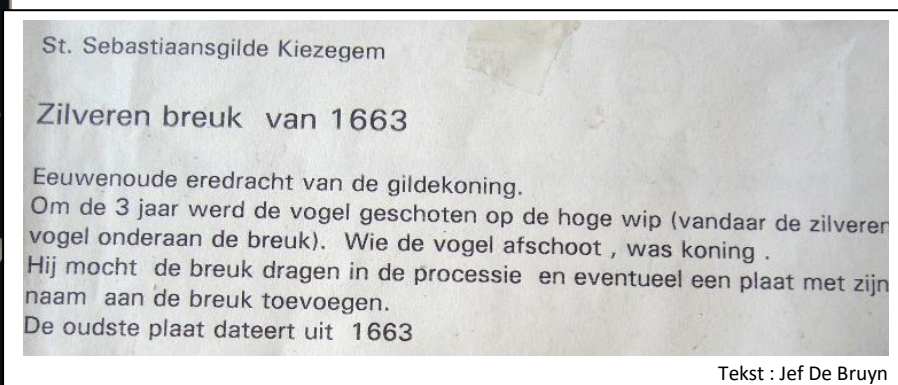 St. Sebastiaansgilde Kiezegem
Zilveren breuk van 1663
Eeuwenoude eredracht van de gildekoning.
Om de 3 jaar werd de vogel geschoten op de hoge wip (vandaar de zilveren
vogel onderaan de breuk). Wie de vogel afschoot , was koning .
Hij mocht de breuk dragen in de processie en eventueel een plaat met zijn
naam aan de breuk toevoegen.
De oudste plaat dateert uit 1663
Tekst : Jef De Bruyn